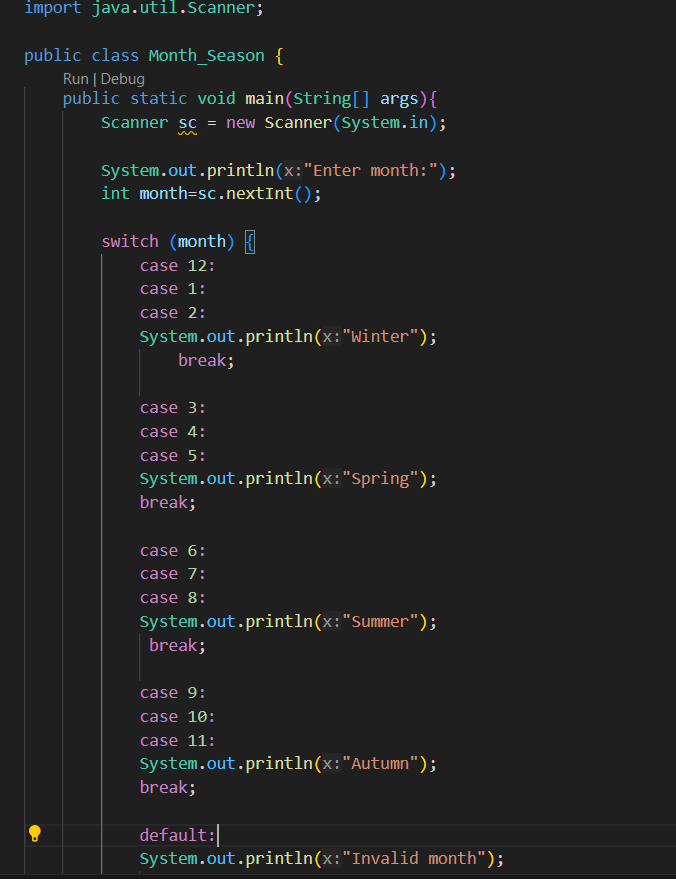 import java.util.Scanner;
public class Month_Season {
Run | Debug
public static void main(String[] args){
Scanner sc = new Scanner(System.in);
System.out.println(x:"Enter month:");
int month=sc.nextInt();
switch (month) {
case 12:
case 1:
case 2:
System.out.println(x:"Winter");
break;
case 3:
case 4:
case 5:
System.out.println(x:"Spring");
break;
case 6:
case 7:
case 8:
System.out.println(x:"Summer");
break;
case 9:
case 10:
case 11:
System.out.println(x:"Autumn");
break;
default:
System.out.println(x:"Invalid month");